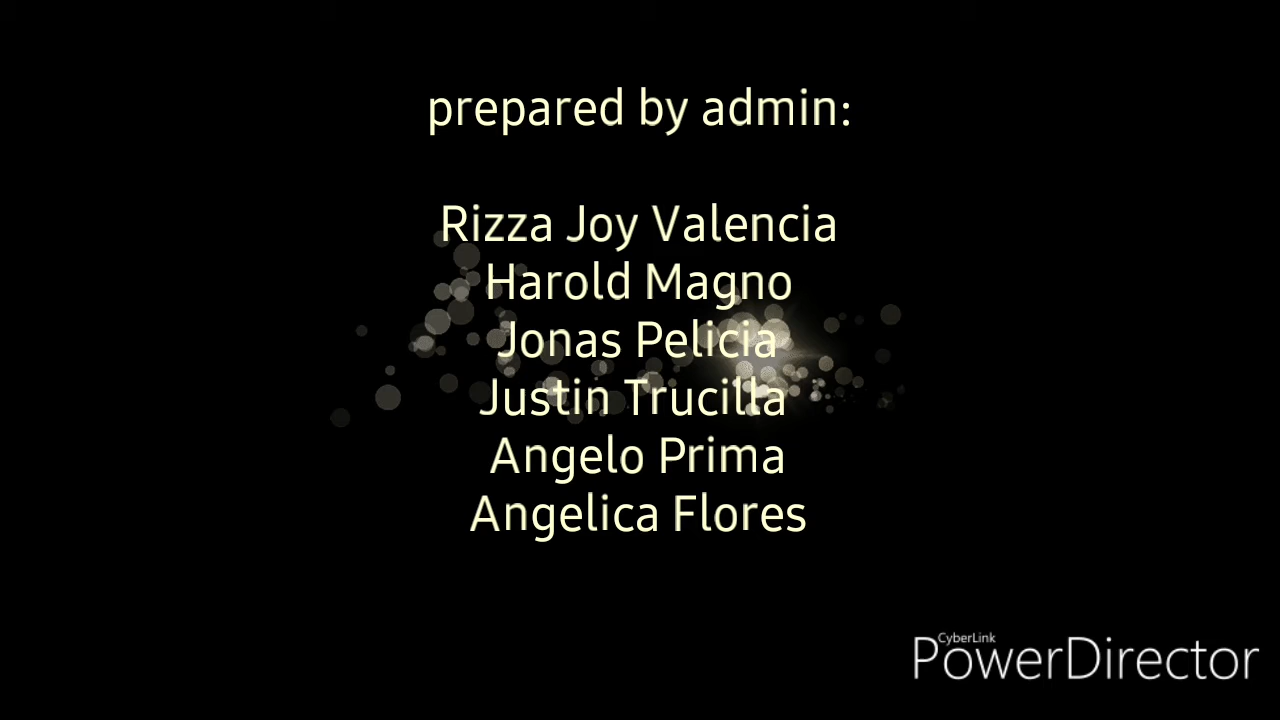 prepared by admin:
Rizza Joy Valencia
Harold Magno
Jonas Pelicia
Justin Trucilla
Angelo Prima
Angelica Flores
CyberLink
PowerDirector